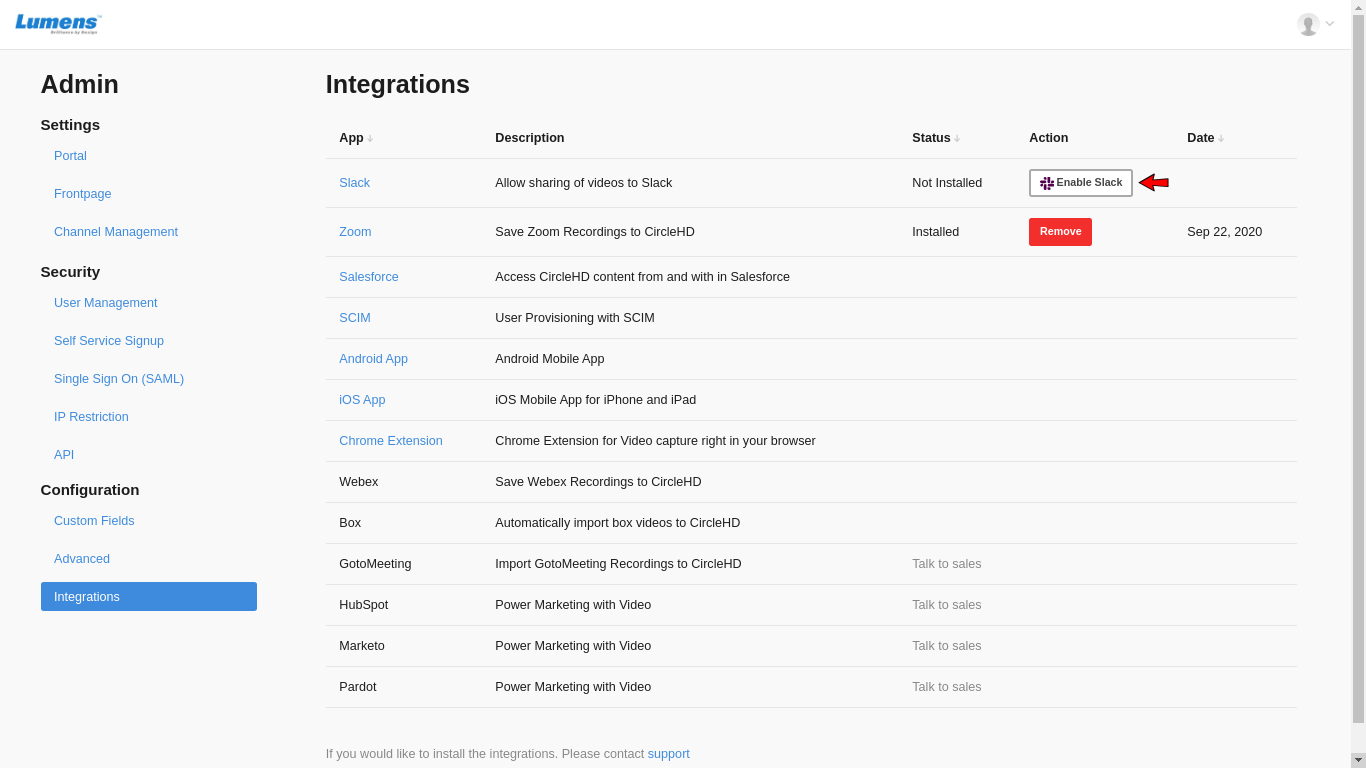 Lumens
Brilliance by Design
Admin
Settings
Portal
Frontpage
Channel Management
Security
User Management
Self Service Signup
Single Sign On (SAML)
IP Restriction
API
Configuration
Custom Fields
Advanced
Integrations
Integrations
App Description Status Action Date
Slack Allow sharing of videos to Slack Not Installed Enable Slack
Zoom Save Zoom Recordings to CircleHD Installed Remove Sep 22, 2020
Salesforce Access CircleHD content from and with in Salesforce
SCIM User Provisioning with SCIM
Android App Android Mobile App
iOS App iOS Mobile App for iPhone and iPad
Chrome Extension Chrome Extension for Video capture right in your browser
Webex Save Webex Recordings to CircleHD
Box Automatically import box videos to CircleHD
GotoMeeting Import GotoMeeting Recordings to CircleHD Talk to sales
HubSpot Power Marketing with Video Talk to sales
Marketo Power Marketing with Video Talk to sales
Pardot Power Marketing with Video Talk to sales
If you would like to install the integrations. Please contact support